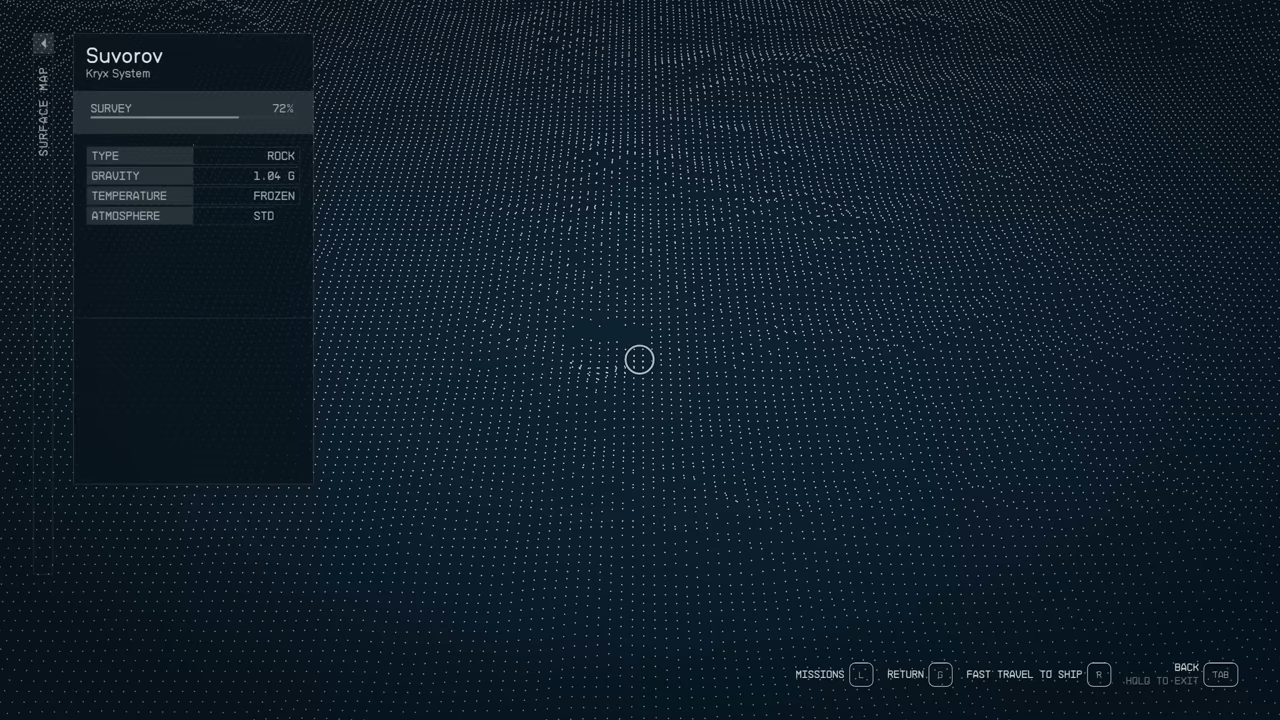 Suvorov
Kryx System
SURFACE MAP
SURVEY 72%
TYPE ROCK
GRAVITY 1.04 G
TEMPERATURE FROZEN
ATMOSPHERE STD
MISSIONS L RETURN G FAST TRAVEL TO SHIP R BACK TAB
HOLD TO EXIT